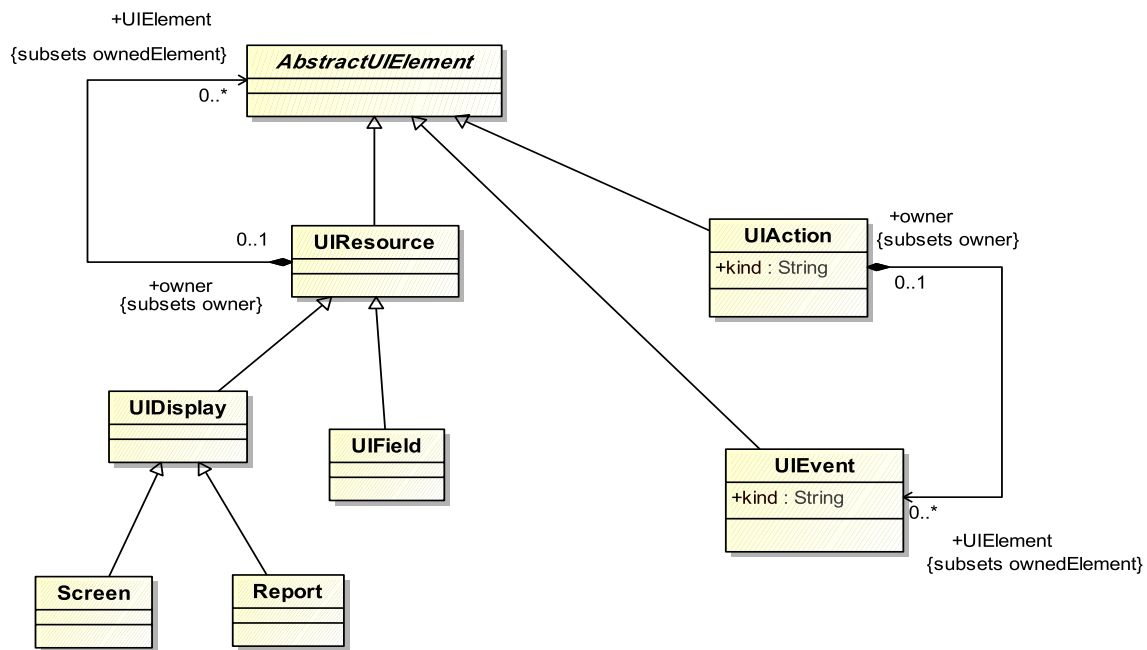 +UIElement
{subsets ownedElement}
AbstractUIElement
0..*
0..1
UIResource
+owner
{subsets owner}
UIAction
+kind : String
+owner
{subsets owner}
0..1
UIDisplay
UIField
UIEvent
+kind : String
0..*
+UIElement
{subsets ownedElement}
Screen
Report